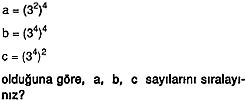 a = (3²)⁴
b = (3⁴)⁴
c = (3⁴)²
olduğuna göre, a, b, c sayılarını sıralayı-
nız?